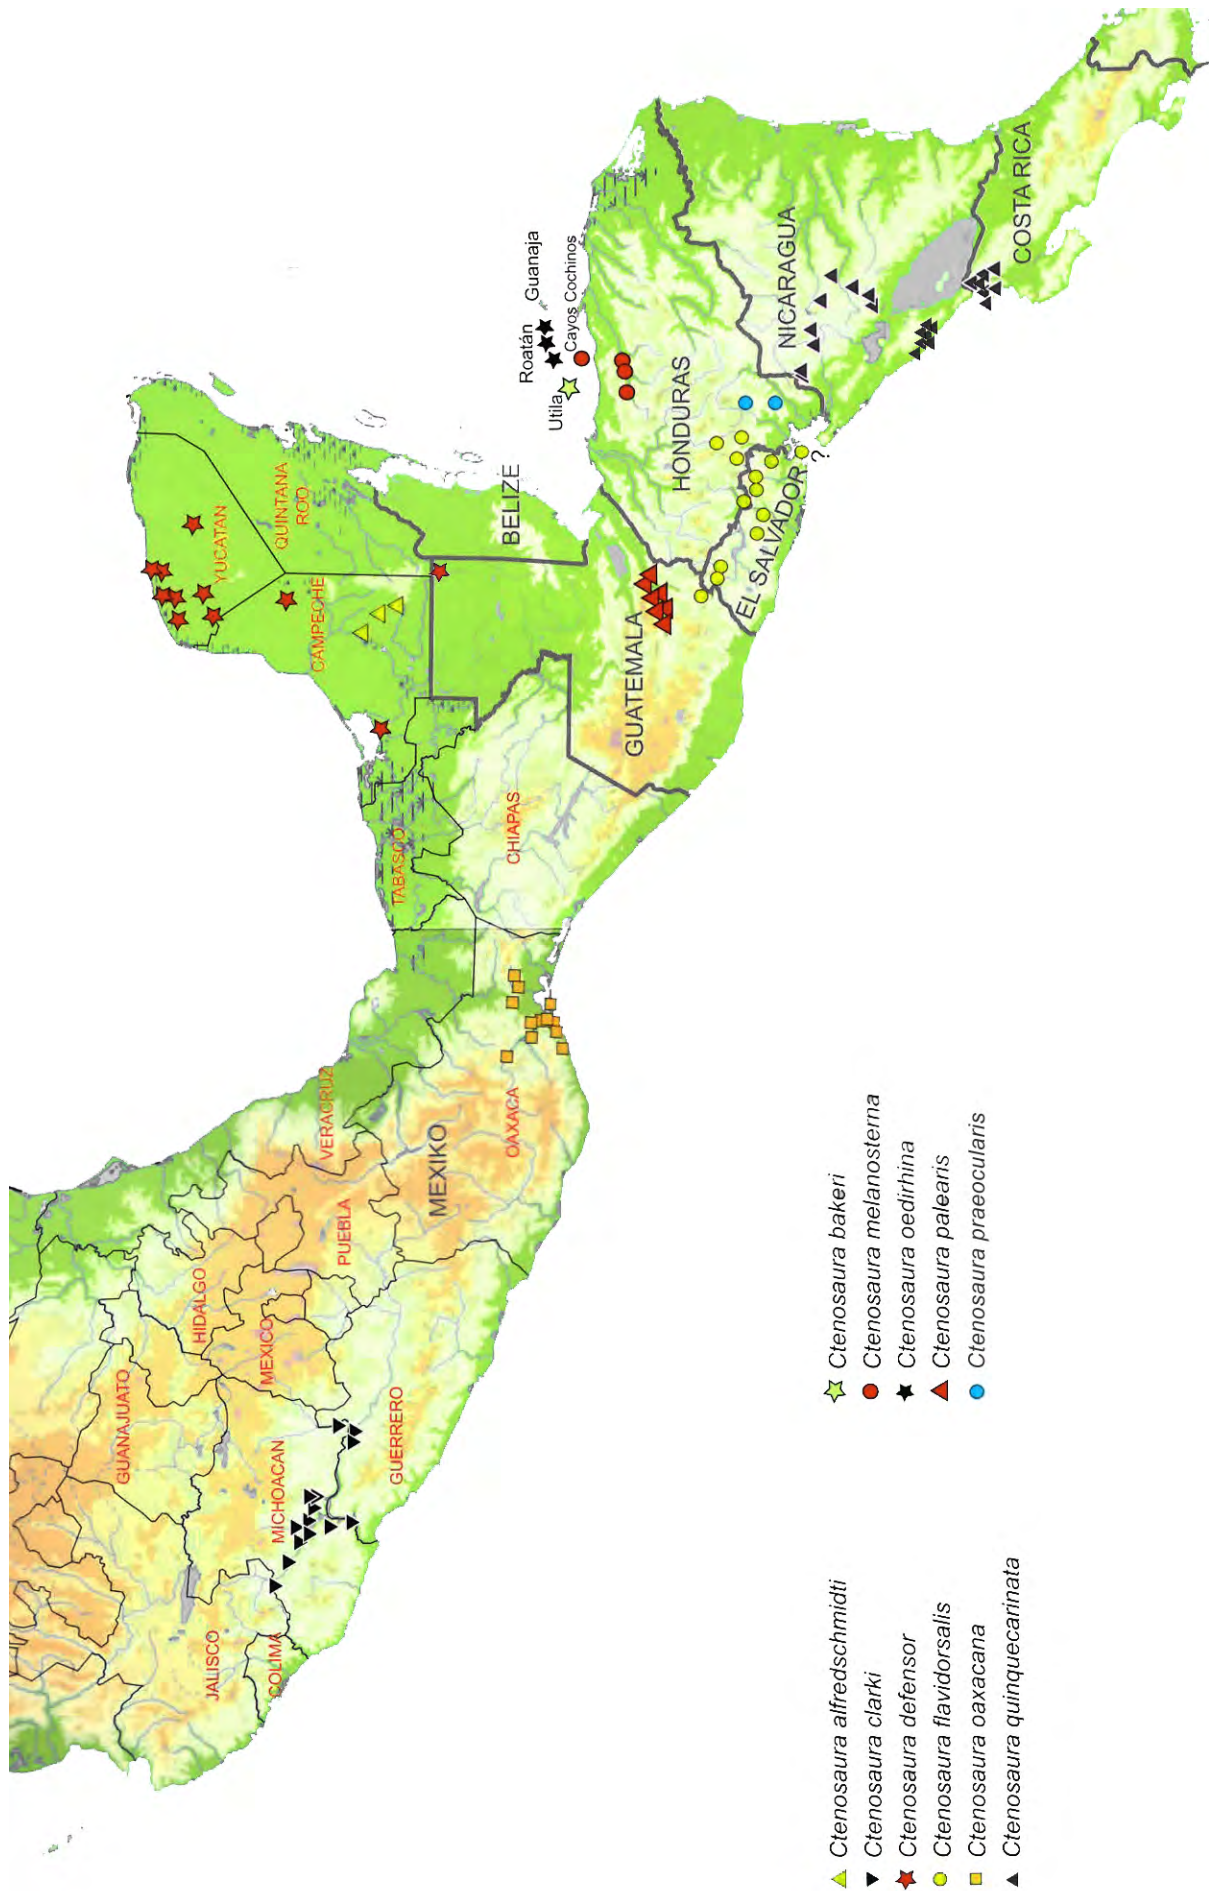 JALISCO
COLIMA
GUANAJUATO
MICHOACAN
HIDALGO
MEXICO
GUERRERO
PUEBLA
VERACRUZ
MEXIKO
OAXACA
TABASCO
CHIAPAS
CAMPECHE
YUCATAN
QUINTANA
ROO
BELIZE
GUATEMALA
EL SALVADOR
?
HONDURAS
Utila
Roatán
Guanaja
Cayos Cochinos
NICARAGUA
COSTA RICA
Ctenosaura alfredschmidti
Ctenosaura clarki
Ctenosaura defensor
Ctenosaura flavidorsalis
Ctenosaura oaxacana
Ctenosaura quinquecarinata
Ctenosaura bakeri
Ctenosaura melanosterna
Ctenosaura oedirhina
Ctenosaura palearis
Ctenosaura praeocularis